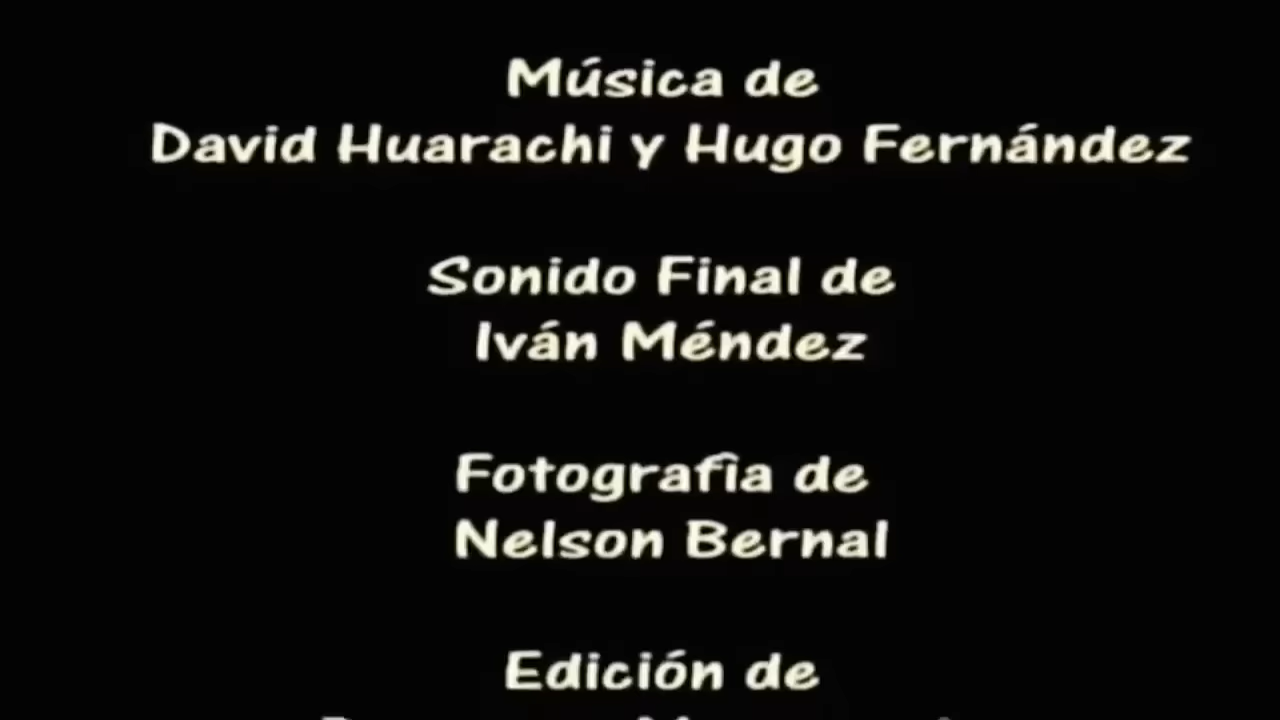 Música de
David Huarachi y Hugo Fernández
Sonido Final de
Iván Méndez
Fotografía de
Nelson Bernal
Edición de